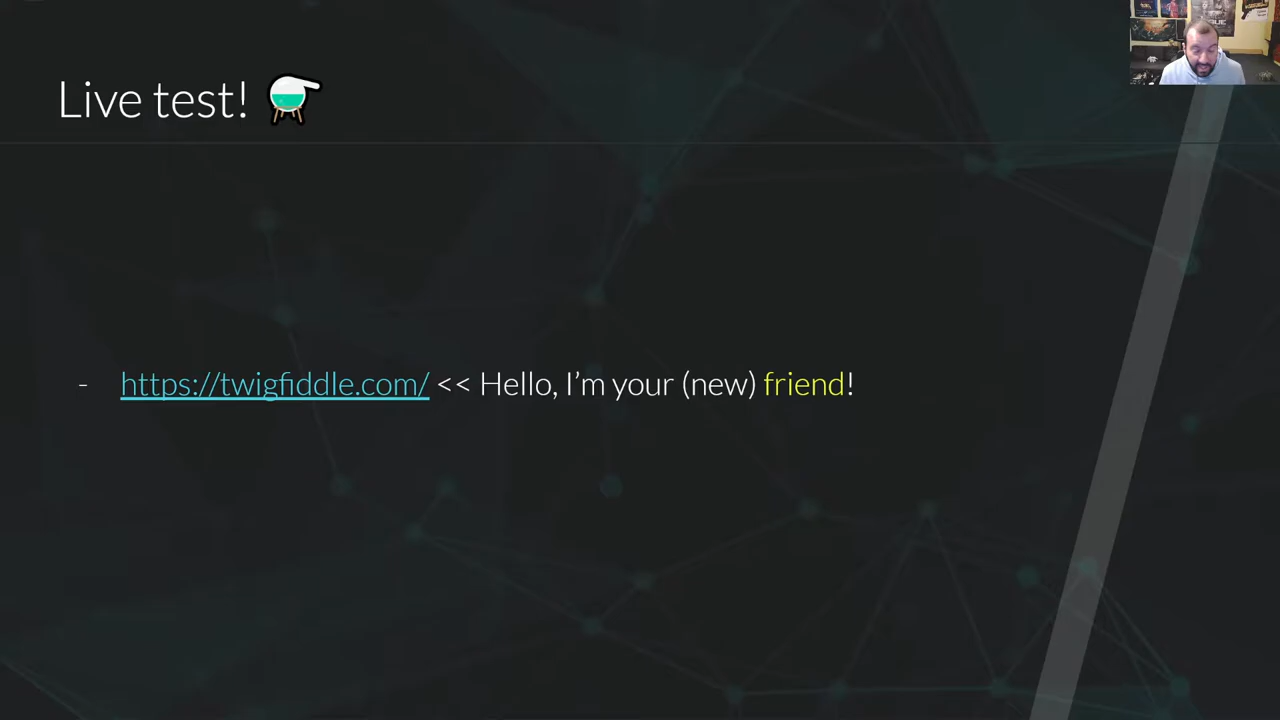 Live test!
- https://twigfiddle.com/ << Hello, I’m your (new) friend!